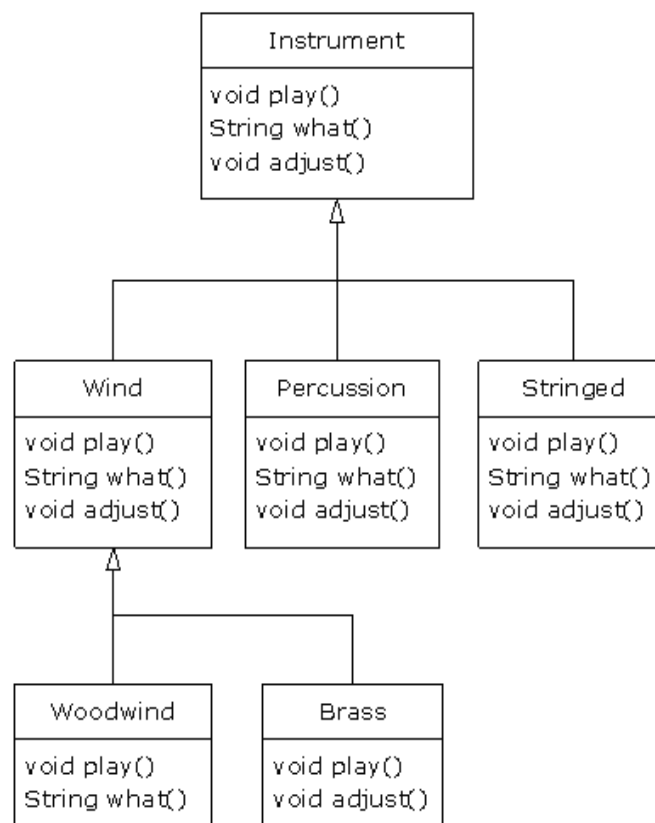 Instrument
void play()
String what()
void adjust()
Wind
void play()
String what()
void adjust()
Percussion
void play()
String what()
void adjust()
Stringed
void play()
String what()
void adjust()
Woodwind
void play()
String what()
Brass
void play()
void adjust()